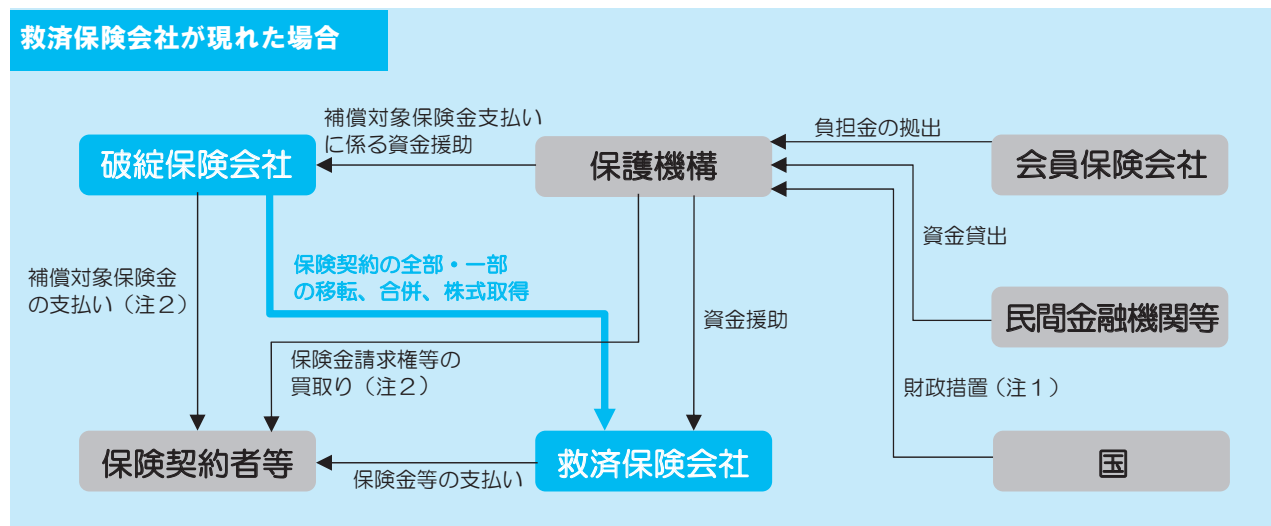 救済保険会社が現れた場合
補償対象保険金支払い
に係る資金援助
負担金の拠出
破綻保険会社
保護機構
会員保険会社
資金貸出
保険契約の全部・一部
の移転、合併、株式取得
補償対象保険金
の支払い（注２）
資金援助
民間金融機関等
保険金請求権等の
買取り（注２）
財政措置（注１）
保険契約者等
救済保険会社
国
保険金等の支払い